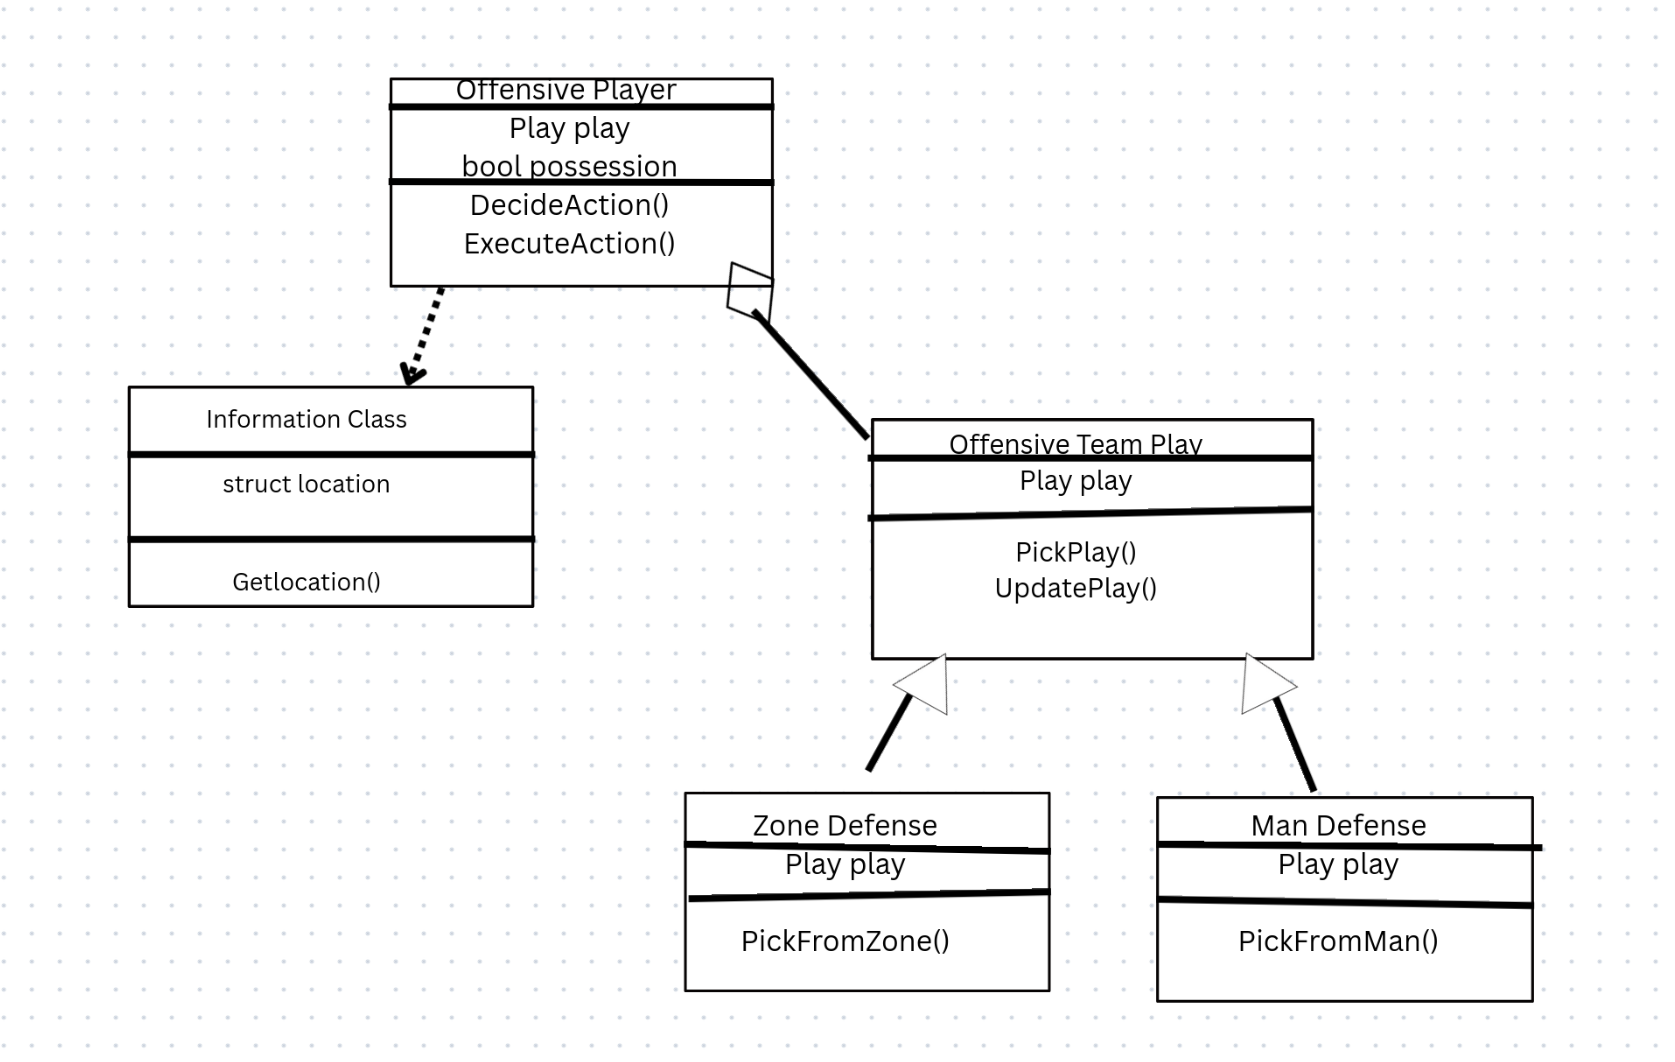 Offensive Player
Play play
bool possession
DecideAction()
ExecuteAction()
Information Class
struct location
Getlocation()
Offensive Team Play
Play play
PickPlay()
UpdatePlay()
Zone Defense
Play play
PickFromZone()
Man Defense
Play play
PickFromMan()